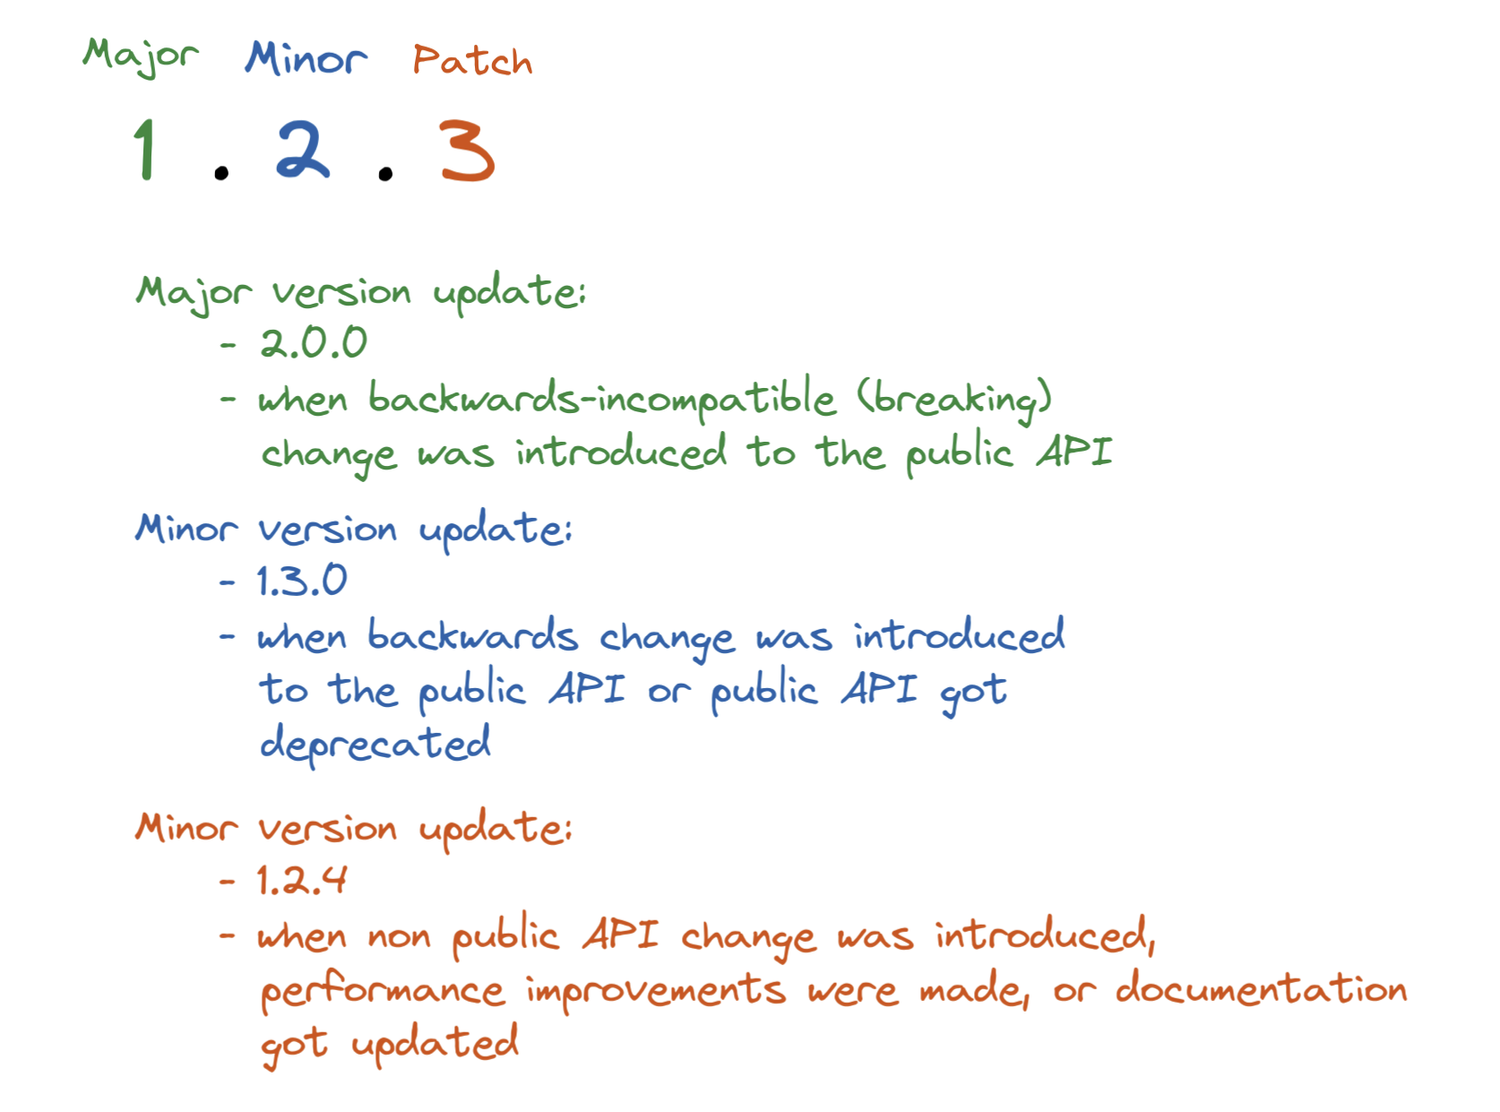 Major Minor Patch
1 . 2 . 3
Major version update:
- 2.0.0
- when backwards-incompatible (breaking)
change was introduced to the public API
Minor version update:
- 1.3.0
- when backwards change was introduced
to the public API or public API got
deprecated
Minor version update:
- 1.2.4
- when non public API change was introduced,
performance improvements were made, or documentation
got updated